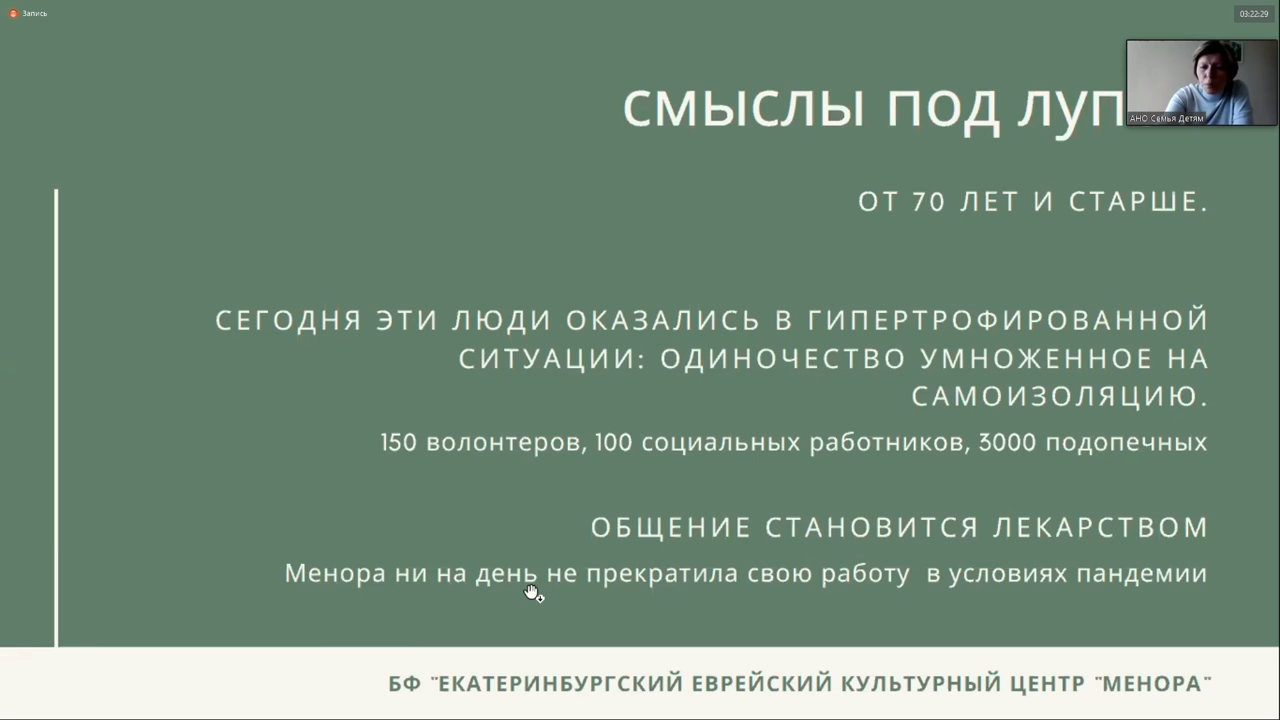 Запись
03:22:29
смыслы под луп
АНО Семья Детям
ОТ 70 ЛЕТ И СТАРШЕ.
СЕГОДНЯ ЭТИ ЛЮДИ ОКАЗАЛИСЬ В ГИПЕРТРОФИРОВАННОЙ
СИТУАЦИИ: ОДИНОЧЕСТВО УМНОЖЕННОЕ НА
САМОИЗОЛЯЦИЮ.
150 волонтеров, 100 социальных работников, 3000 подопечных
ОБЩЕНИЕ СТАНОВИТСЯ ЛЕКАРСТВОМ
Менора ни на день не прекратила свою работу в условиях пандемии
БФ "ЕКАТЕРИНБУРГСКИЙ ЕВРЕЙСКИЙ КУЛЬТУРНЫЙ ЦЕНТР "МЕНОРА"